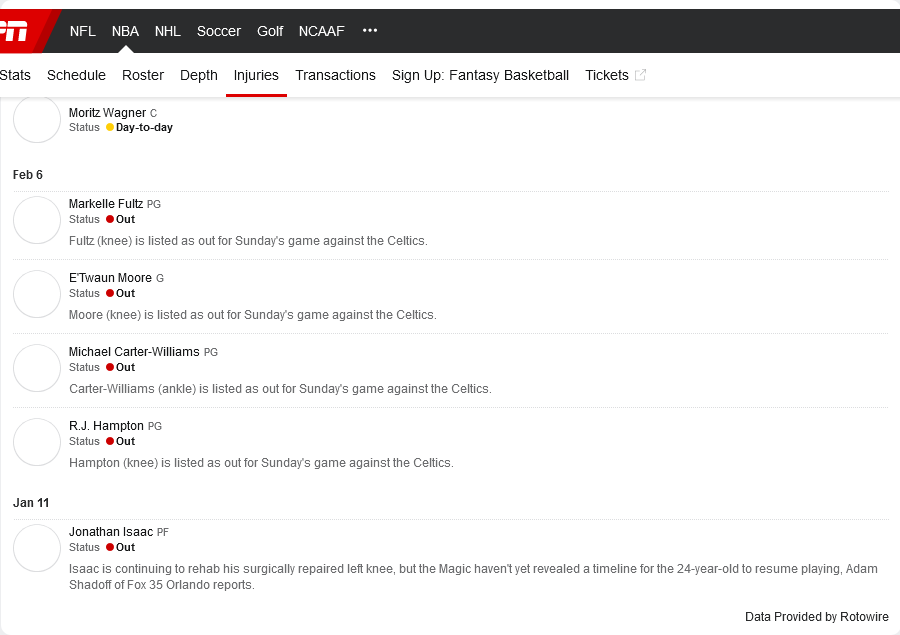 NFL NBA NHL Soccer Golf NCAAF •••
Stats Schedule Roster Depth Injuries Transactions Sign Up: Fantasy Basketball Tickets
Moritz Wagner C
Status Day-to-day
Feb 6
Markelle Fultz PG
Status Out
Fultz (knee) is listed as out for Sunday's game against the Celtics.
E'Twaun Moore G
Status Out
Moore (knee) is listed as out for Sunday's game against the Celtics.
Michael Carter-Williams PG
Status Out
Carter-Williams (ankle) is listed as out for Sunday's game against the Celtics.
R.J. Hampton PG
Status Out
Hampton (knee) is listed as out for Sunday's game against the Celtics.
Jan 11
Jonathan Isaac PF
Status Out
Isaac is continuing to rehab his surgically repaired left knee, but the Magic haven't yet revealed a timeline for the 24-year-old to resume playing, Adam
Shadoff of Fox 35 Orlando reports.
Data Provided by Rotowire